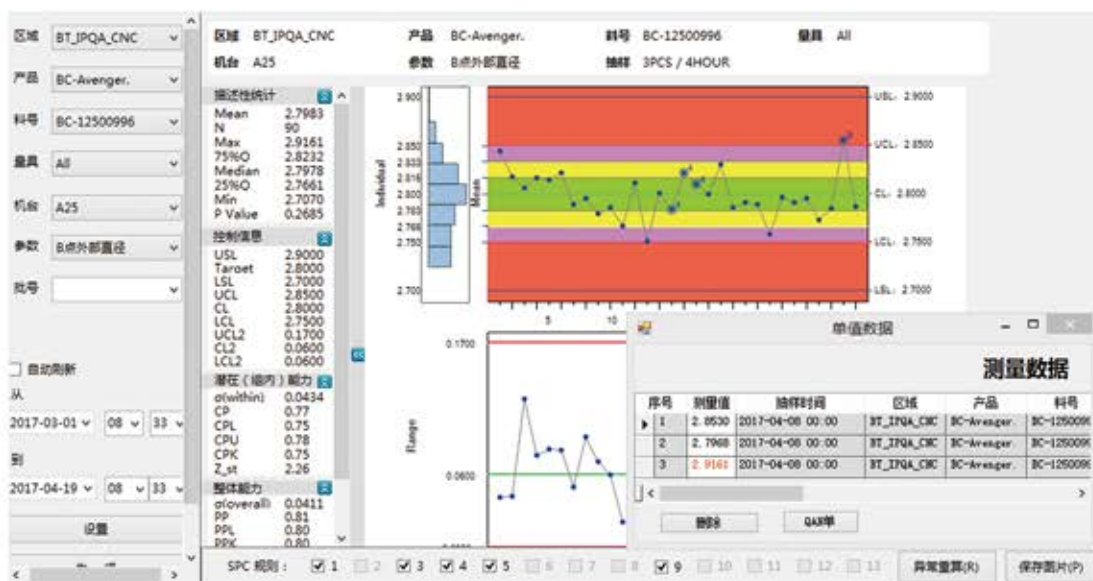 区域 BT_IPQA_CNC
产品 BC-Avenger.
料号 BC-12500996
量具 All
机台 A25
参数 B点外部直径
批号
自动刷新
从
2017-03-01 08 33
到
2017-04-19 08 33
设置
区域 BT_IPQA_CNC 产品 BC-Avenger. 料号 BC-12500996 量具 All
机台 A25 参数 B点外部直径 抽样 3PCS / 4HOUR
描述性统计
Mean 2.7983
N 90
Max 2.9161
75%Q 2.8232
Median 2.7978
25%Q 2.7661
Min 2.7070
P Value 0.2685
控制信息
USL 2.9000
Target 2.8000
LSL 2.7000
UCL 2.8500
CL 2.8000
LCL 2.7500
UCL2 0.1700
CL2 0.0600
LCL2 0.0600
潜在(组内)能力
σ(within) 0.0434
CP 0.77
CPL 0.75
CPU 0.78
CPK 0.75
Z_st 2.26
整体能力
σ(overall) 0.0411
PP 0.81
PPL 0.80
PPK 0.80
Individual
2.900
2.850
2.816
2.800
2.750
2.700
Mean
USL: 2.9000
UCL: 2.8500
CL: 2.8000
LCL: 2.7500
LSL: 2.7000
5 10
Range
0.1700
0.0600
单值数据
测量数据
序号 测量值 抽样时间 区域 产品 料号
1 2.8530 2017-04-08 00:00 BT_IPQA_CNC BC-Avenger. BC-1250099
2 2.7968 2017-04-08 00:00 BT_IPQA_CNC BC-Avenger. BC-1250099
3 2.9161 2017-04-08 00:00 BT_IPQA_CNC BC-Avenger. BC-1250099
删除 QAN单
SPC 规则: 1 2 3 4 5 6 7 8 9 10 11 12 13 异常重算(R) 保存图片(P)